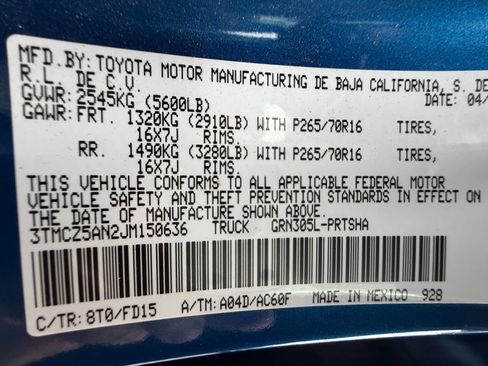 MFD.BY:TOYOTA MOTOR MANUFACTURING DE BAJA CALIFORNIA, S. DE
R.L. DE C.V. DATE: 04/
GVWR:2545KG (5600LB)
GAWR:FRT. 1320KG (2910LB) WITH P265/70R16 TIRES,
16X7J RIMS.
RR. 1490KG (3280LB) WITH P265/70R16 TIRES,
16X7J RIMS.
THIS VEHICLE CONFORMS TO ALL APPLICABLE FEDERAL MOTOR
VEHICLE SAFETY AND THEFT PREVENTION STANDARDS IN EFFECT ON
THE DATE OF MANUFACTURE SHOWN ABOVE.
3TMCZ5AN2JM150636 TRUCK GRN305L-PRTSHA
C/TR:8T0/FD15 A/TM:A04D/AC60F MADE IN MEXICO 928